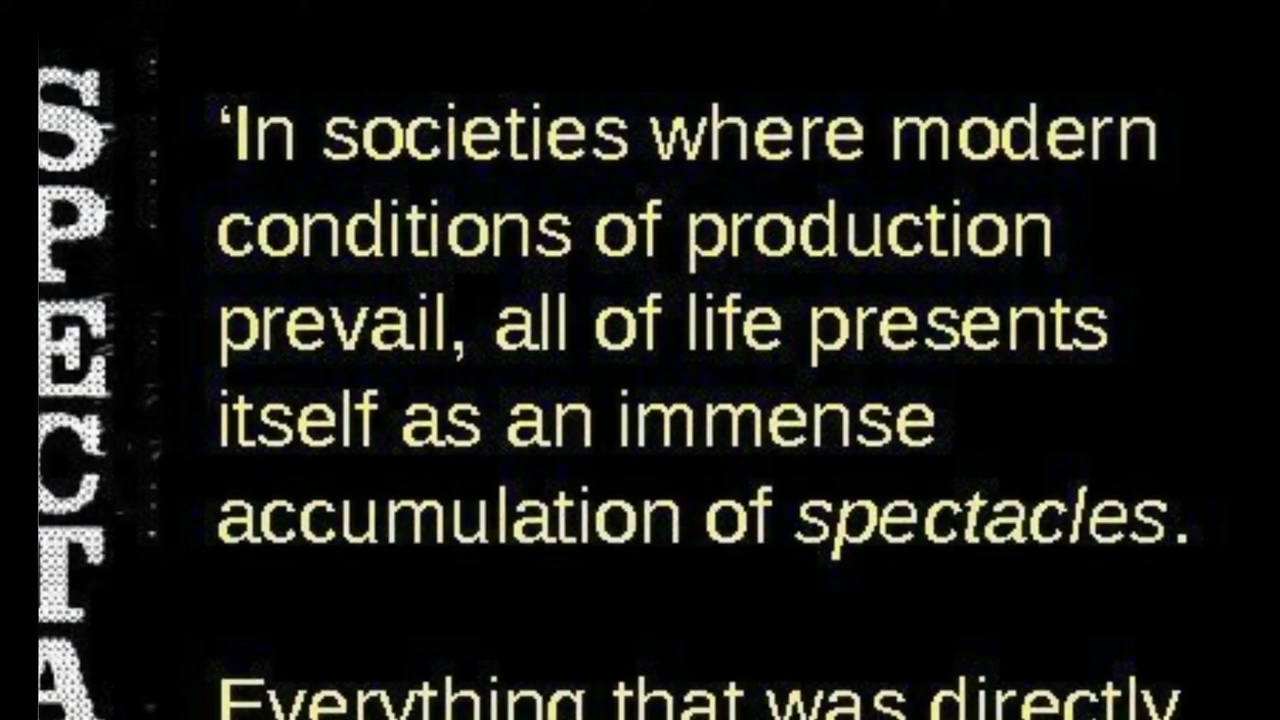 SPECTA
‘In societies where modern
conditions of production
prevail, all of life presents
itself as an immense
accumulation of spectacles.
Everything that was directly